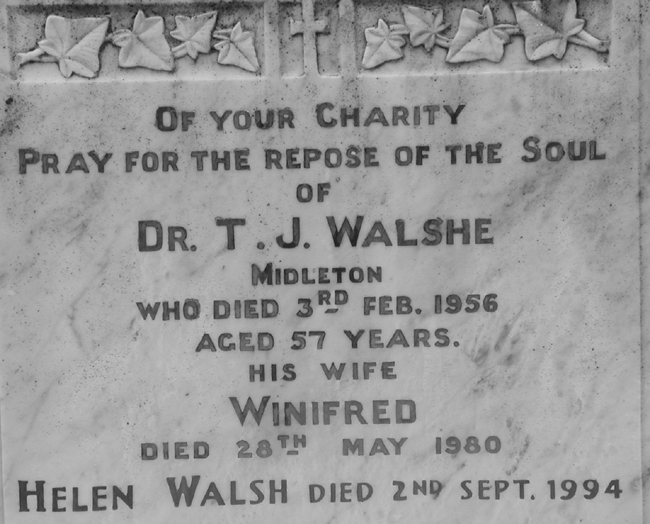 OF YOUR CHARITY
PRAY FOR THE REPOSE OF THE SOUL
OF
DR. T. J. WALSHE
MIDLETON
WHO DIED 3RD FEB. 1956
AGED 57 YEARS.
HIS WIFE
WINIFRED
DIED 28TH MAY 1980
HELEN WALSH DIED 2ND SEPT. 1994